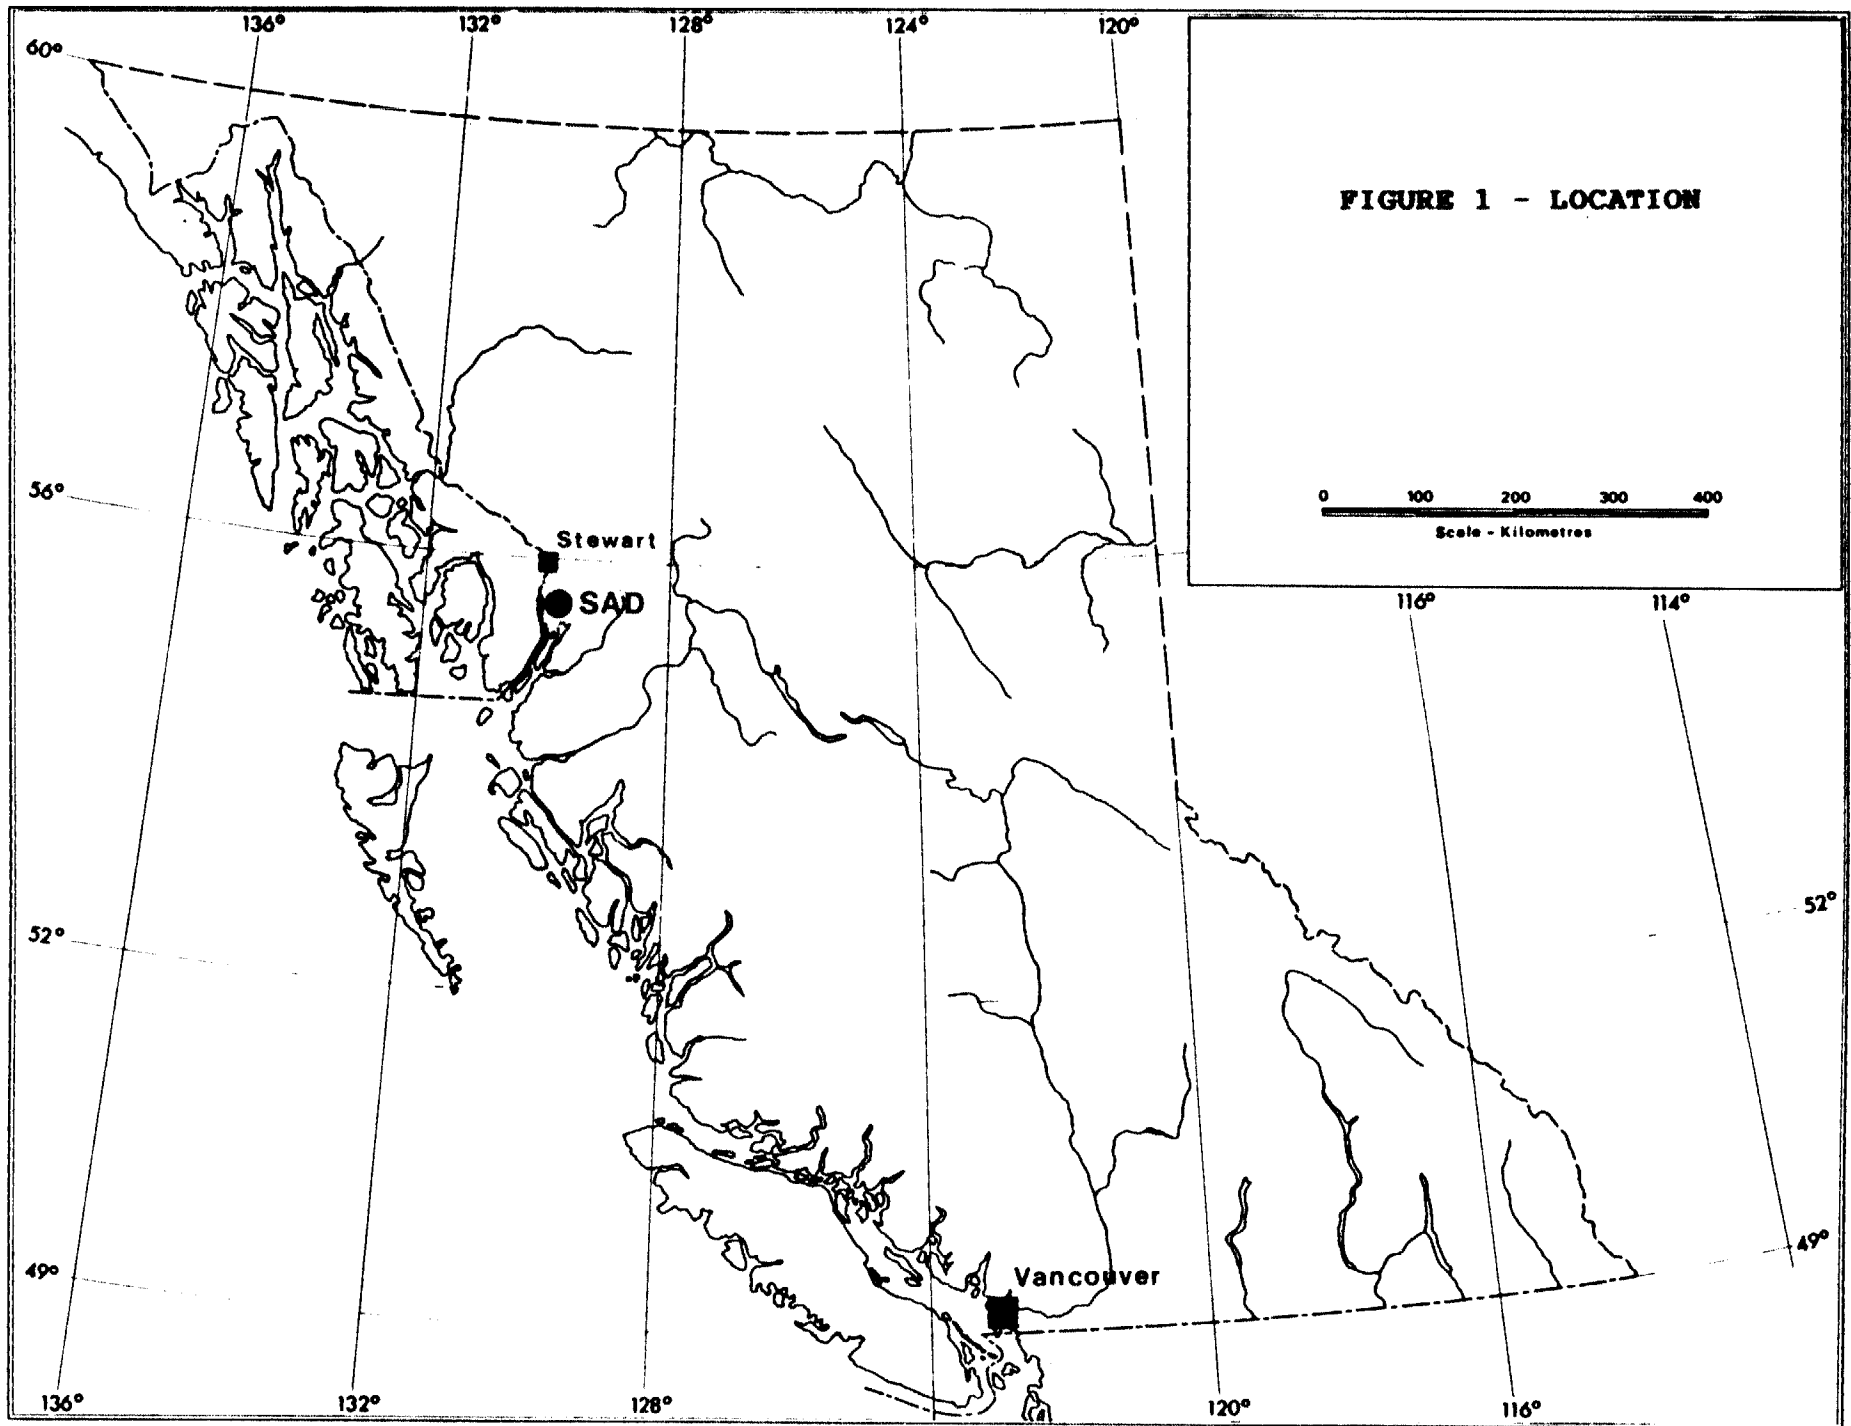 136° 132° 128° 124° 120°
60°
FIGURE 1 - LOCATION
56°
0 100 200 300 400
Scale - Kilometres
Stewart
SAD
116° 114°
52°
52°
49°
49°
Vancouver
136° 132° 128° 120° 116°